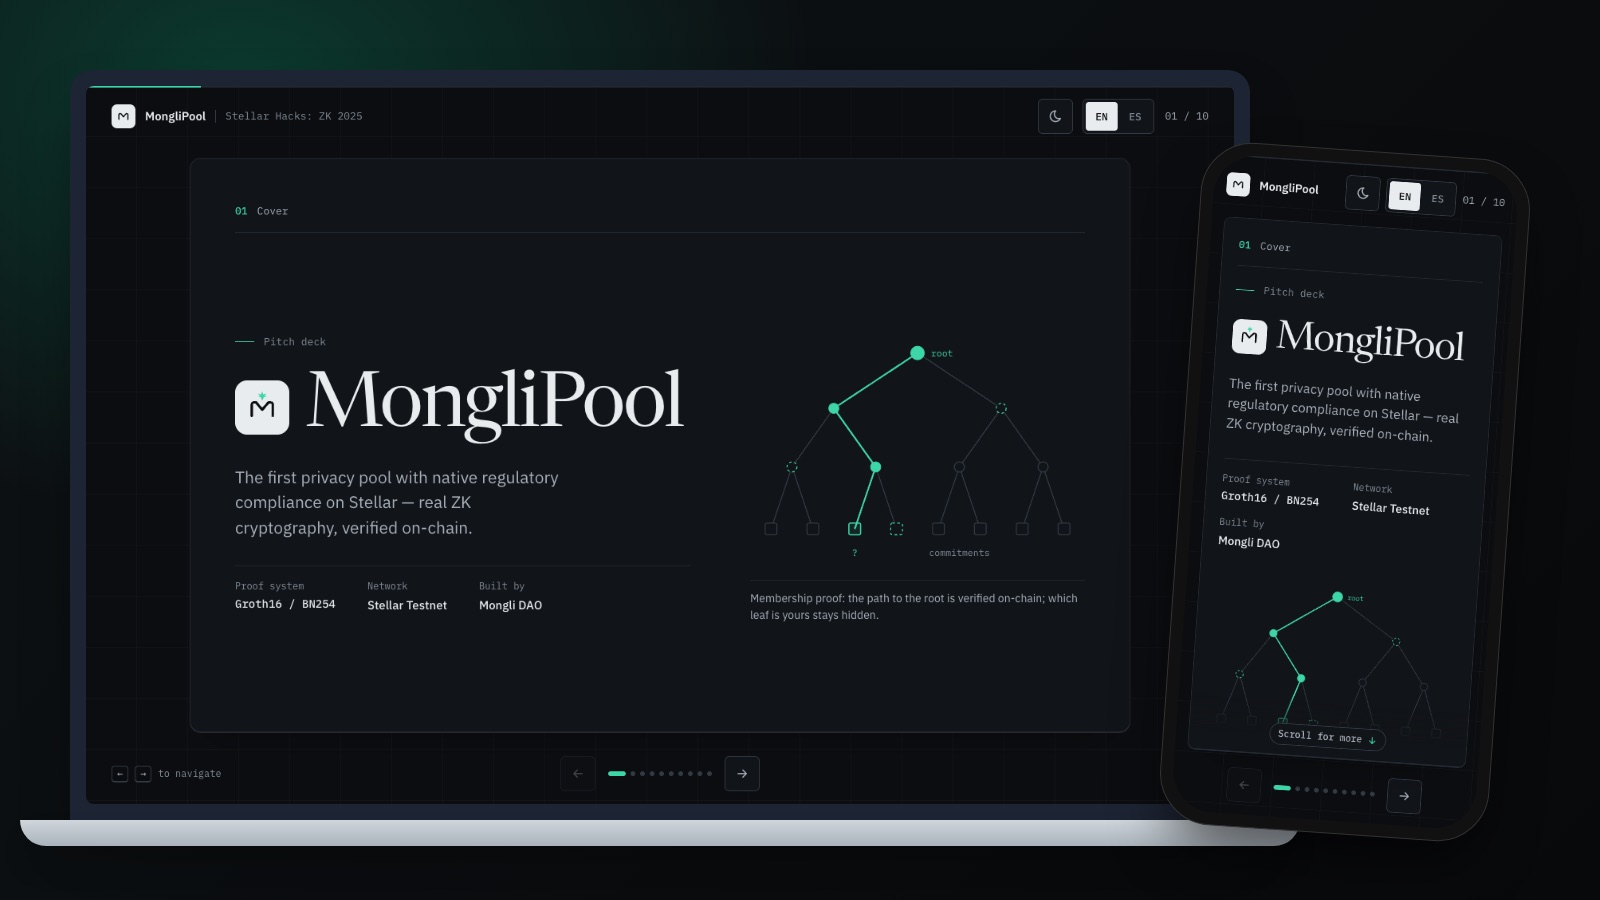 MongliPool
Stellar Hacks: ZK 2025
EN
ES
01 / 10
01 Cover
Pitch deck
MongliPool
The first privacy pool with native regulatory
compliance on Stellar — real ZK
cryptography, verified on-chain.
Proof system
Groth16 / BN254
Network
Stellar Testnet
Built by
Mongli DAO
root
?
commitments
Membership proof: the path to the root is verified on-chain; which
leaf is yours stays hidden.
← → to navigate
←
→
MongliPool
EN
ES
01 / 10
01 Cover
Pitch deck
MongliPool
The first privacy pool with native
regulatory compliance on Stellar — real
ZK cryptography, verified on-chain.
Proof system
Groth16 / BN254
Network
Stellar Testnet
Built by
Mongli DAO
root
Scroll for more ↓
←
→